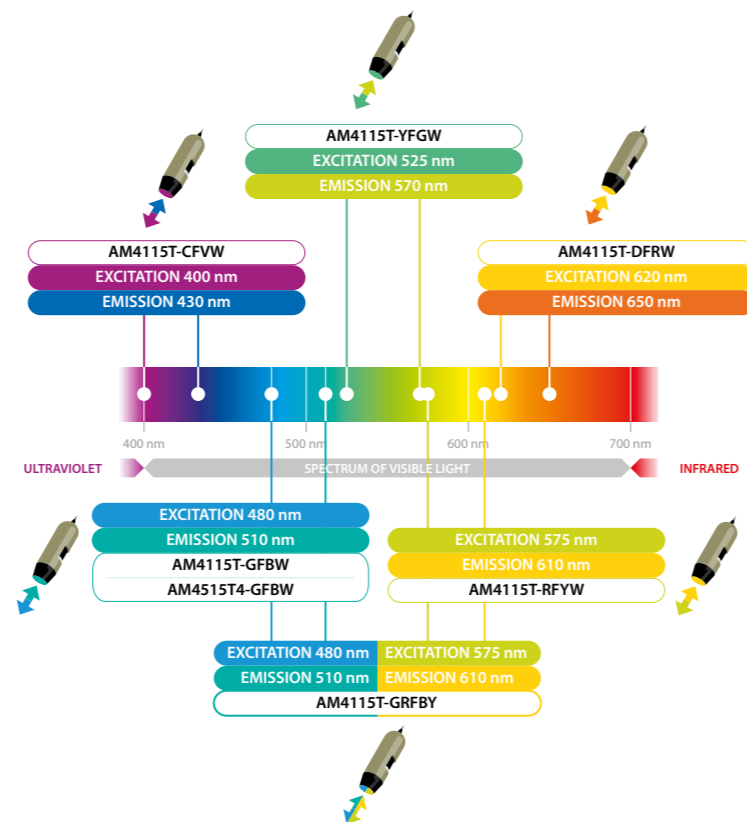 AM4115T-YFGW
EXCITATION 525 nm
EMISSION 570 nm
AM4115T-CFVW
EXCITATION 400 nm
EMISSION 430 nm
AM4115T-DFRW
EXCITATION 620 nm
EMISSION 650 nm
400 nm
500 nm
600 nm
700 nm
ULTRAVIOLET
SPECTRUM OF VISIBLE LIGHT
INFRARED
EXCITATION 480 nm
EMISSION 510 nm
AM4115T-GFBW
AM4515T4-GFBW
EXCITATION 575 nm
EMISSION 610 nm
AM4115T-RFYW
EXCITATION 480 nm
EXCITATION 575 nm
EMISSION 510 nm
EMISSION 610 nm
AM4115T-GRFBY